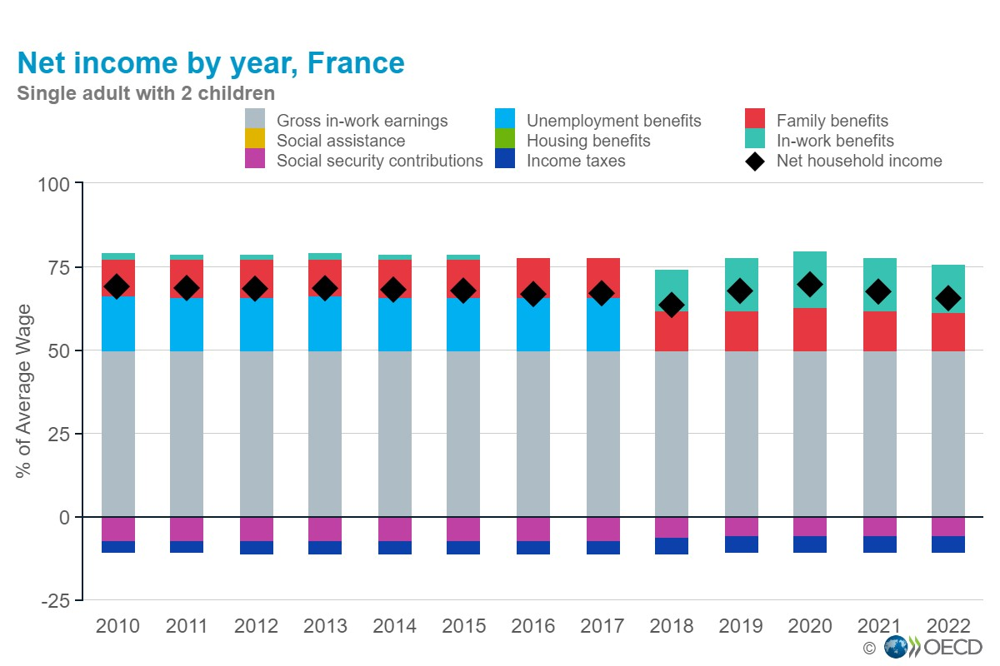 Net income by year, France
Single adult with 2 children
Gross in-work earnings
Unemployment benefits
Family benefits
Social assistance
Housing benefits
In-work benefits
Social security contributions
Income taxes
Net household income
% of Average Wage
100
75
50
25
0
-25
2010 2011 2012 2013 2014 2015 2016 2017 2018 2019 2020 2021 2022
© OECD